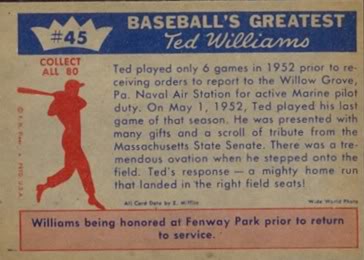 #45
BASEBALL'S GREATEST
Ted Williams
COLLECT
ALL 80
Ted played only 6 games in 1952 prior to re-
ceiving orders to report to the Willow Grove,
Pa. Naval Air Station for active Marine pilot
duty. On May 1, 1952, Ted played his last
game of that season. He was presented with
many gifts and a scroll of tribute from the
Massachusetts State Senate. There was a tre-
mendous ovation when he stepped onto the
field. Ted's response — a mighty home run
that landed in the right field seats!
All Card Data by E. Mifflin
Wide World Photo
Williams being honored at Fenway Park prior to return
to service.